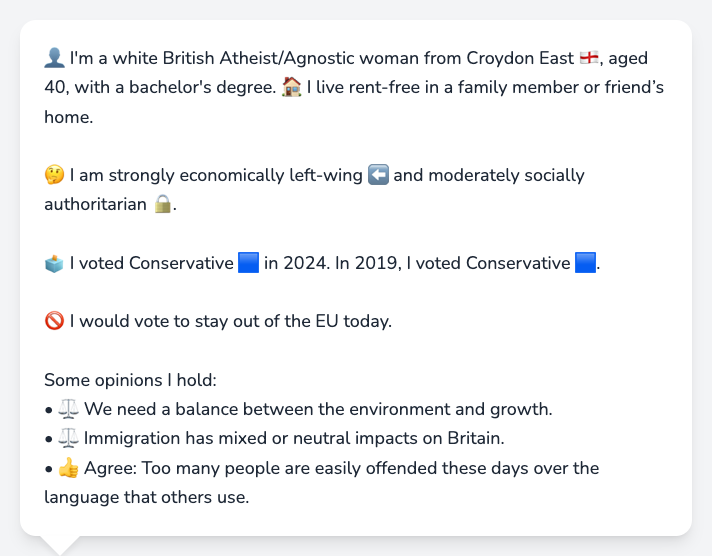 👤 I'm a white British Atheist/Agnostic woman from Croydon East 🏴󠁧󠁢󠁥󠁮󠁧󠁿, aged
40, with a bachelor's degree. 🏠 I live rent-free in a family member or friend’s
home.
🤔 I am strongly economically left-wing ⬅️ and moderately socially
authoritarian 🔒.
🗳️ I voted Conservative 🟦 in 2024. In 2019, I voted Conservative 🟦.
🚫 I would vote to stay out of the EU today.
Some opinions I hold:
• ⚖️ We need a balance between the environment and growth.
• ⚖️ Immigration has mixed or neutral impacts on Britain.
• 👍 Agree: Too many people are easily offended these days over the
language that others use.